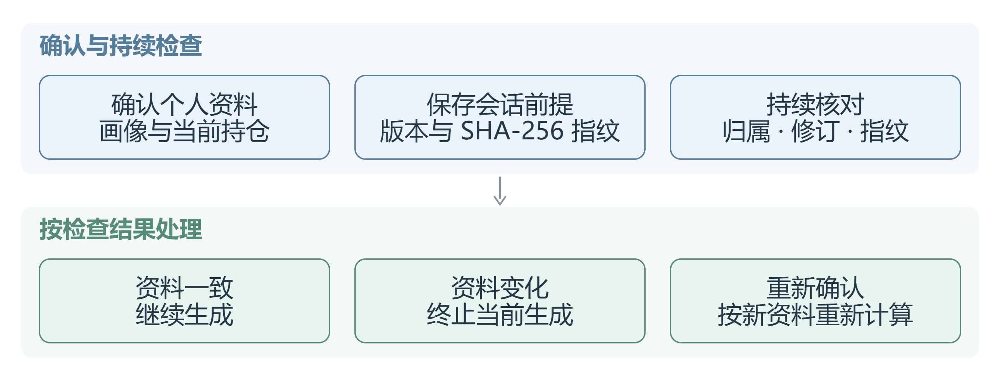 确认与持续检查
确认个人资料
画像与当前持仓
保存会话前提
版本与 SHA-256 指纹
持续核对
归属 · 修订 · 指纹
按检查结果处理
资料一致
继续生成
资料变化
终止当前生成
重新确认
按新资料重新计算